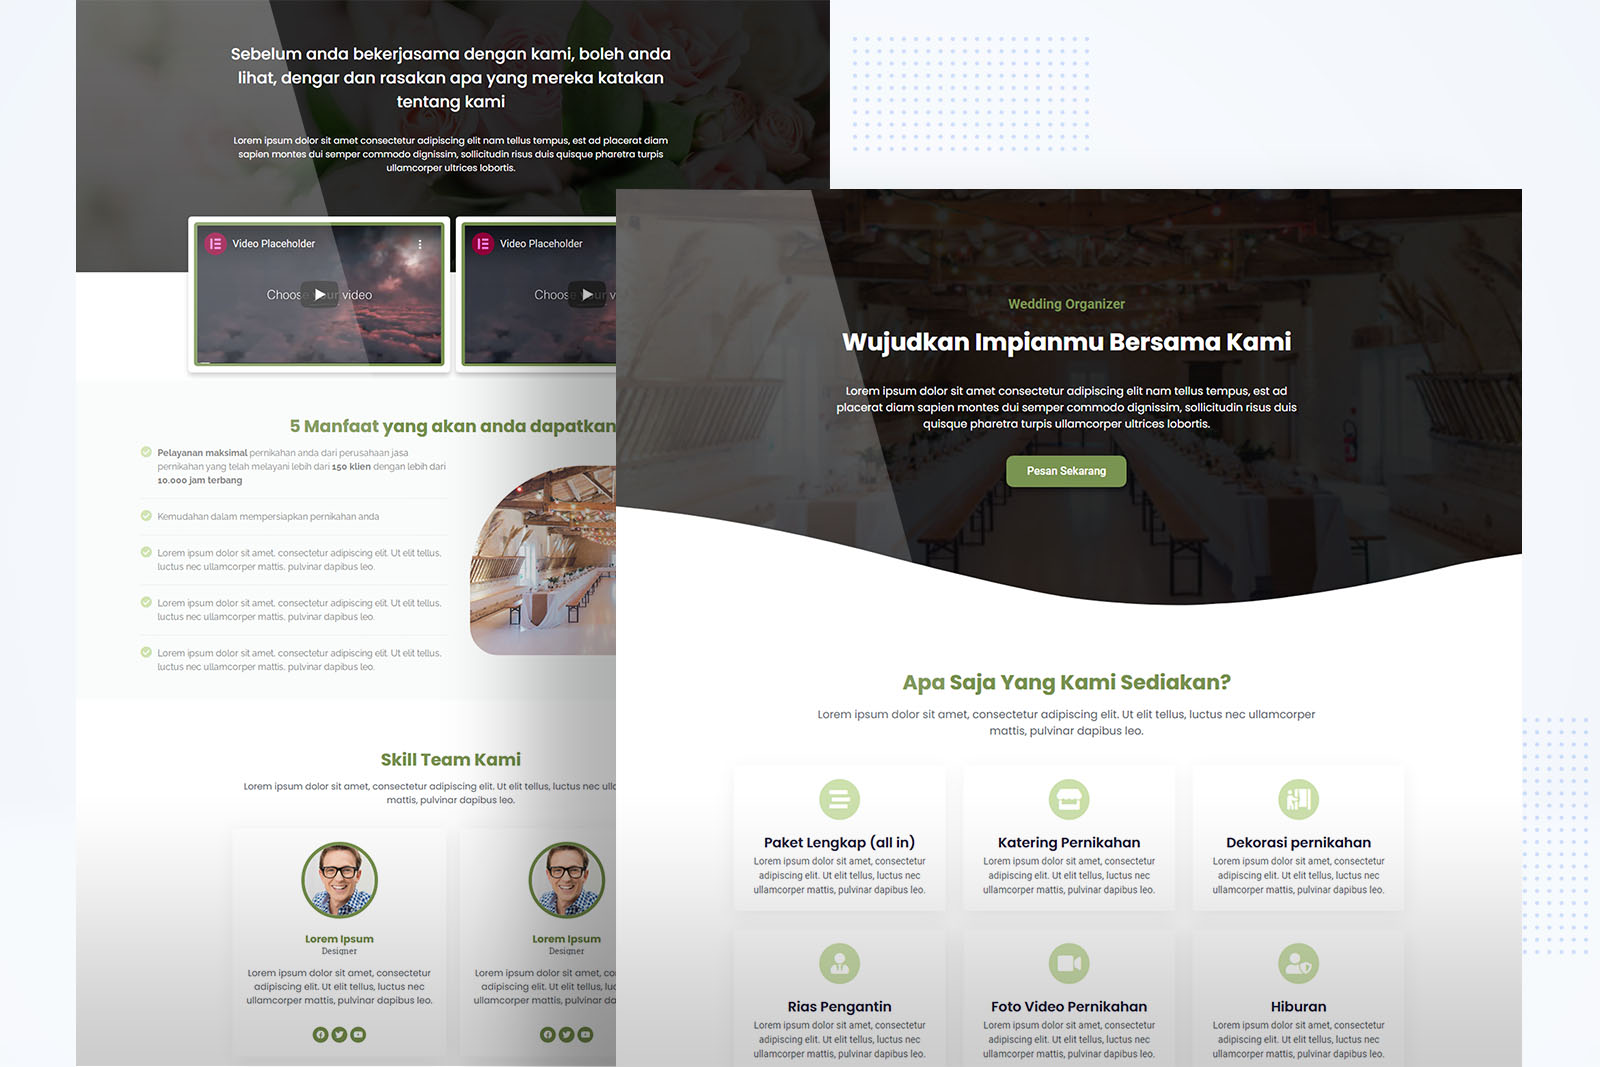 Sebelum anda bekerjasama dengan kami, boleh anda
lihat, dengar dan rasakan apa yang mereka katakan
tentang kami
Lorem ipsum dolor sit amet consectetur adipiscing elit nam tellus tempus, est ad placerat diam
sapien montes dui semper commodo dignissim, sollicitudin risus duis quisque pharetra turpis
ullamcorper ultrices lobortis.
Video Placeholder
Choose your video
Video Placeholder
5 Manfaat yang akan anda dapatkan
Pelayanan maksimal pernikahan anda dari perusahaan jasa
pernikahan yang telah melayani lebih dari 150 klien dengan lebih dari
10.000 jam terbang
Kemudahan dalam mempersiapkan pernikahan anda
Lorem ipsum dolor sit amet, consectetur adipiscing elit. Ut elit tellus,
luctus nec ullamcorper mattis, pulvinar dapibus leo.
Lorem ipsum dolor sit amet, consectetur adipiscing elit. Ut elit tellus,
luctus nec ullamcorper mattis, pulvinar dapibus leo.
Lorem ipsum dolor sit amet, consectetur adipiscing elit. Ut elit tellus,
luctus nec ullamcorper mattis, pulvinar dapibus leo.
Skill Team Kami
Lorem ipsum dolor sit amet, consectetur adipiscing elit. Ut elit tellus, luctus nec
mattis, pulvinar dapibus leo.
Lorem Ipsum
Designer
Lorem ipsum dolor sit amet, consectetur
adipiscing elit. Ut elit tellus, luctus nec
ullamcorper mattis, pulvinar dapibus leo.
Lorem Ipsum
Designer
Lorem ipsum dolor sit amet,
adipiscing elit. Ut elit tellus,
ullamcorper mattis, pulvinar
Wedding Organizer
Wujudkan Impianmu Bersama Kami
Lorem ipsum dolor sit amet consectetur adipiscing elit nam tellus tempus, est ad
placerat diam sapien montes dui semper commodo dignissim, sollicitudin risus duis
quisque pharetra turpis ullamcorper ultrices lobortis.
Pesan Sekarang
Apa Saja Yang Kami Sediakan?
Lorem ipsum dolor sit amet, consectetur adipiscing elit. Ut elit tellus, luctus nec ullamcorper
mattis, pulvinar dapibus leo.
Paket Lengkap (all in)
Lorem ipsum dolor sit amet, consectetur
adipiscing elit. Ut elit tellus, luctus nec
ullamcorper mattis, pulvinar dapibus leo.
Katering Pernikahan
Lorem ipsum dolor sit amet, consectetur
adipiscing elit. Ut elit tellus, luctus nec
ullamcorper mattis, pulvinar dapibus leo.
Dekorasi pernikahan
Lorem ipsum dolor sit amet, consectetur
adipiscing elit. Ut elit tellus, luctus nec
ullamcorper mattis, pulvinar dapibus leo.
Rias Pengantin
Lorem ipsum dolor sit amet, consectetur
adipiscing elit. Ut elit tellus, luctus nec
ullamcorper mattis, pulvinar dapibus leo.
Foto Video Pernikahan
Lorem ipsum dolor sit amet, consectetur
adipiscing elit. Ut elit tellus, luctus nec
ullamcorper mattis, pulvinar dapibus leo.
Hiburan
Lorem ipsum dolor sit amet, consectetur
adipiscing elit. Ut elit tellus, luctus nec
ullamcorper mattis, pulvinar dapibus leo.